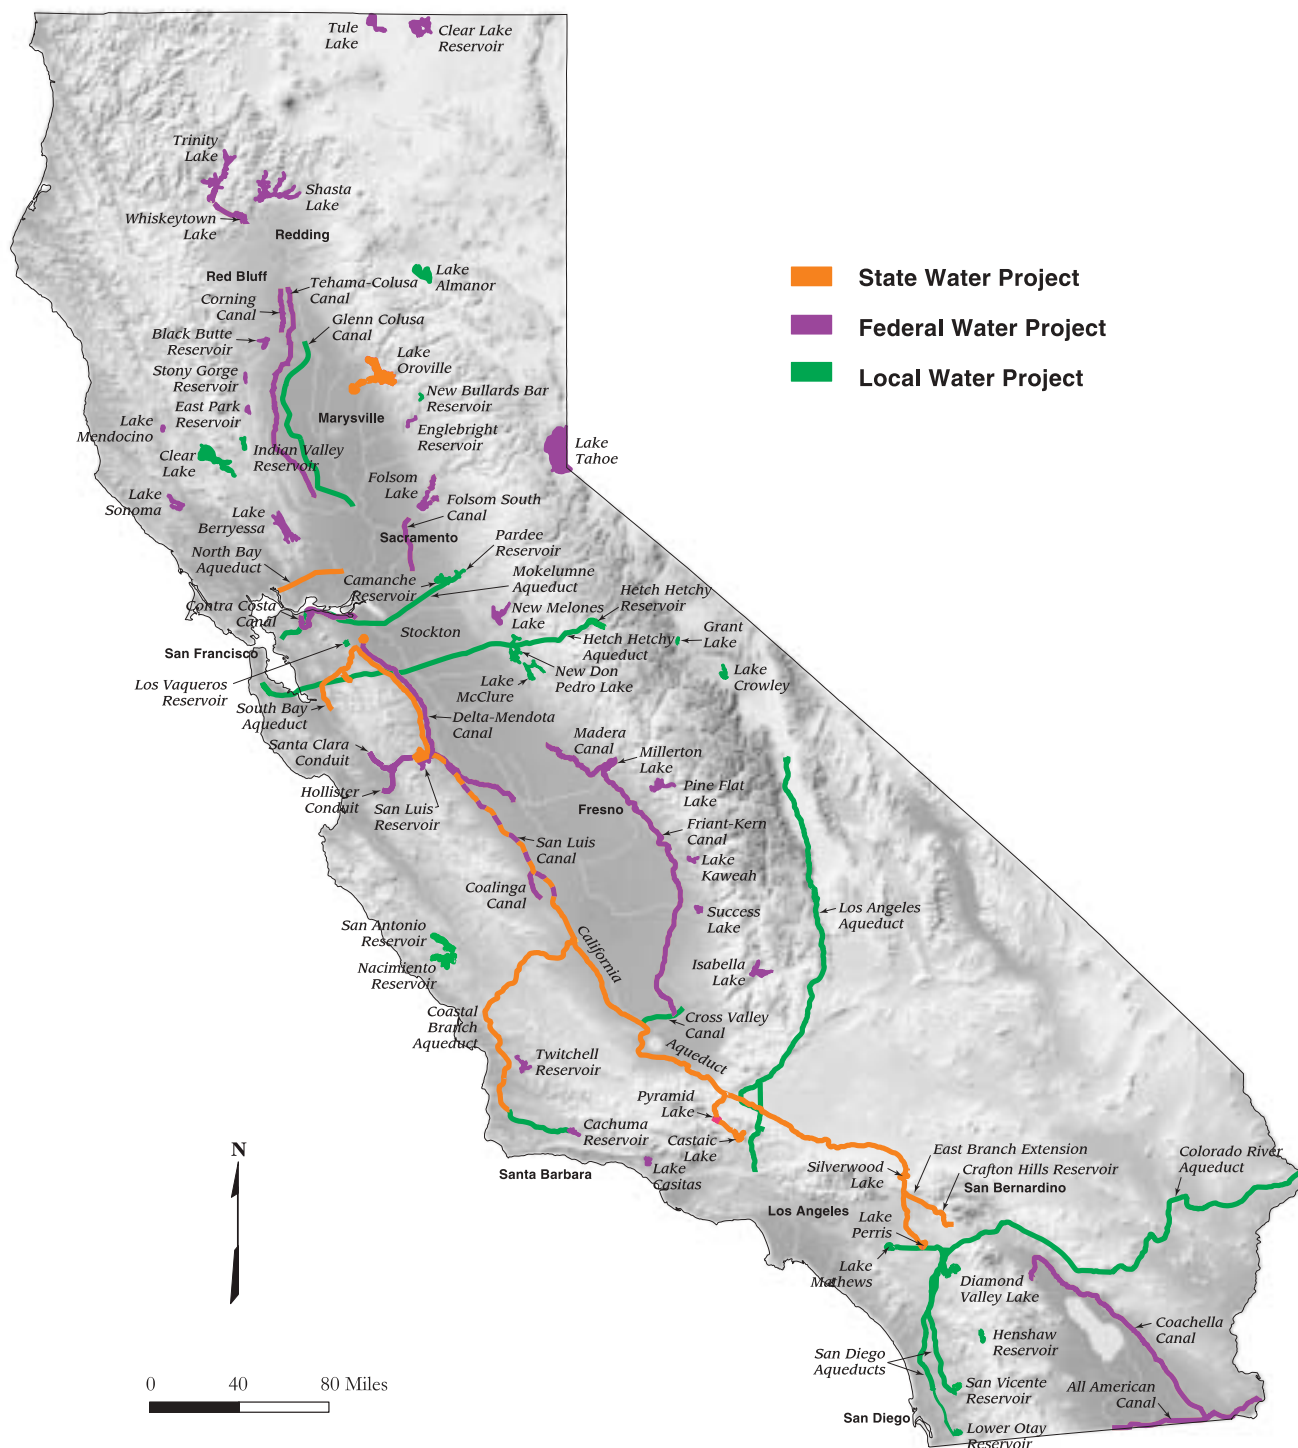 Tule
Lake
Clear Lake
Reservoir
Trinity
Lake
Shasta
Lake
Whiskeytown
Lake
Redding
Red Bluff
Tehama-Colusa
Canal
Lake
Almanor
Corning
Canal
Glenn Colusa
Canal
Black Butte
Reservoir
Lake
Oroville
Stony Gorge
Reservoir
New Bullards Bar
Reservoir
East Park
Reservoir
Marysville
Englebright
Reservoir
Lake
Mendocino
Clear
Lake
Indian Valley
Reservoir
Lake
Tahoe
Folsom
Lake
Lake
Sonoma
Folsom South
Canal
Lake
Berryessa
Sacramento
Pardee
Reservoir
North Bay
Aqueduct
Camanche
Reservoir
Mokelumne
Aqueduct
Hetch Hetchy
Reservoir
Contra Costa
Canal
New Melones
Lake
Stockton
Hetch Hetchy
Aqueduct
Grant
Lake
San Francisco
New Don
Pedro Lake
Lake
Crowley
Los Vaqueros
Reservoir
Lake
McClure
South Bay
Aqueduct
Delta-Mendota
Canal
Santa Clara
Conduit
Madera
Canal
Millerton
Lake
Hollister
Conduit
San Luis
Reservoir
Pine Flat
Lake
Fresno
Friant-Kern
Canal
San Luis
Canal
Lake
Kaweah
Coalinga
Canal
Success
Lake
Los Angeles
Aqueduct
San Antonio
Reservoir
California
Nacimiento
Reservoir
Isabella
Lake
Coastal
Branch
Aqueduct
Cross Valley
Canal
Aqueduct
Twitchell
Reservoir
Pyramid
Lake
Cachuma
Reservoir
Castaic
Lake
Santa Barbara
Lake
Casitas
Silverwood
Lake
East Branch Extension
Crafton Hills Reservoir
San Bernardino
Colorado River
Aqueduct
Los Angeles
Lake
Perris
Lake
Mathews
Diamond
Valley Lake
Henshaw
Reservoir
Coachella
Canal
San Diego
Aqueducts
San Vicente
Reservoir
All American
Canal
San Diego
Lower Otay
Reservoir
State Water Project
Federal Water Project
Local Water Project
N
0 40 80 Miles